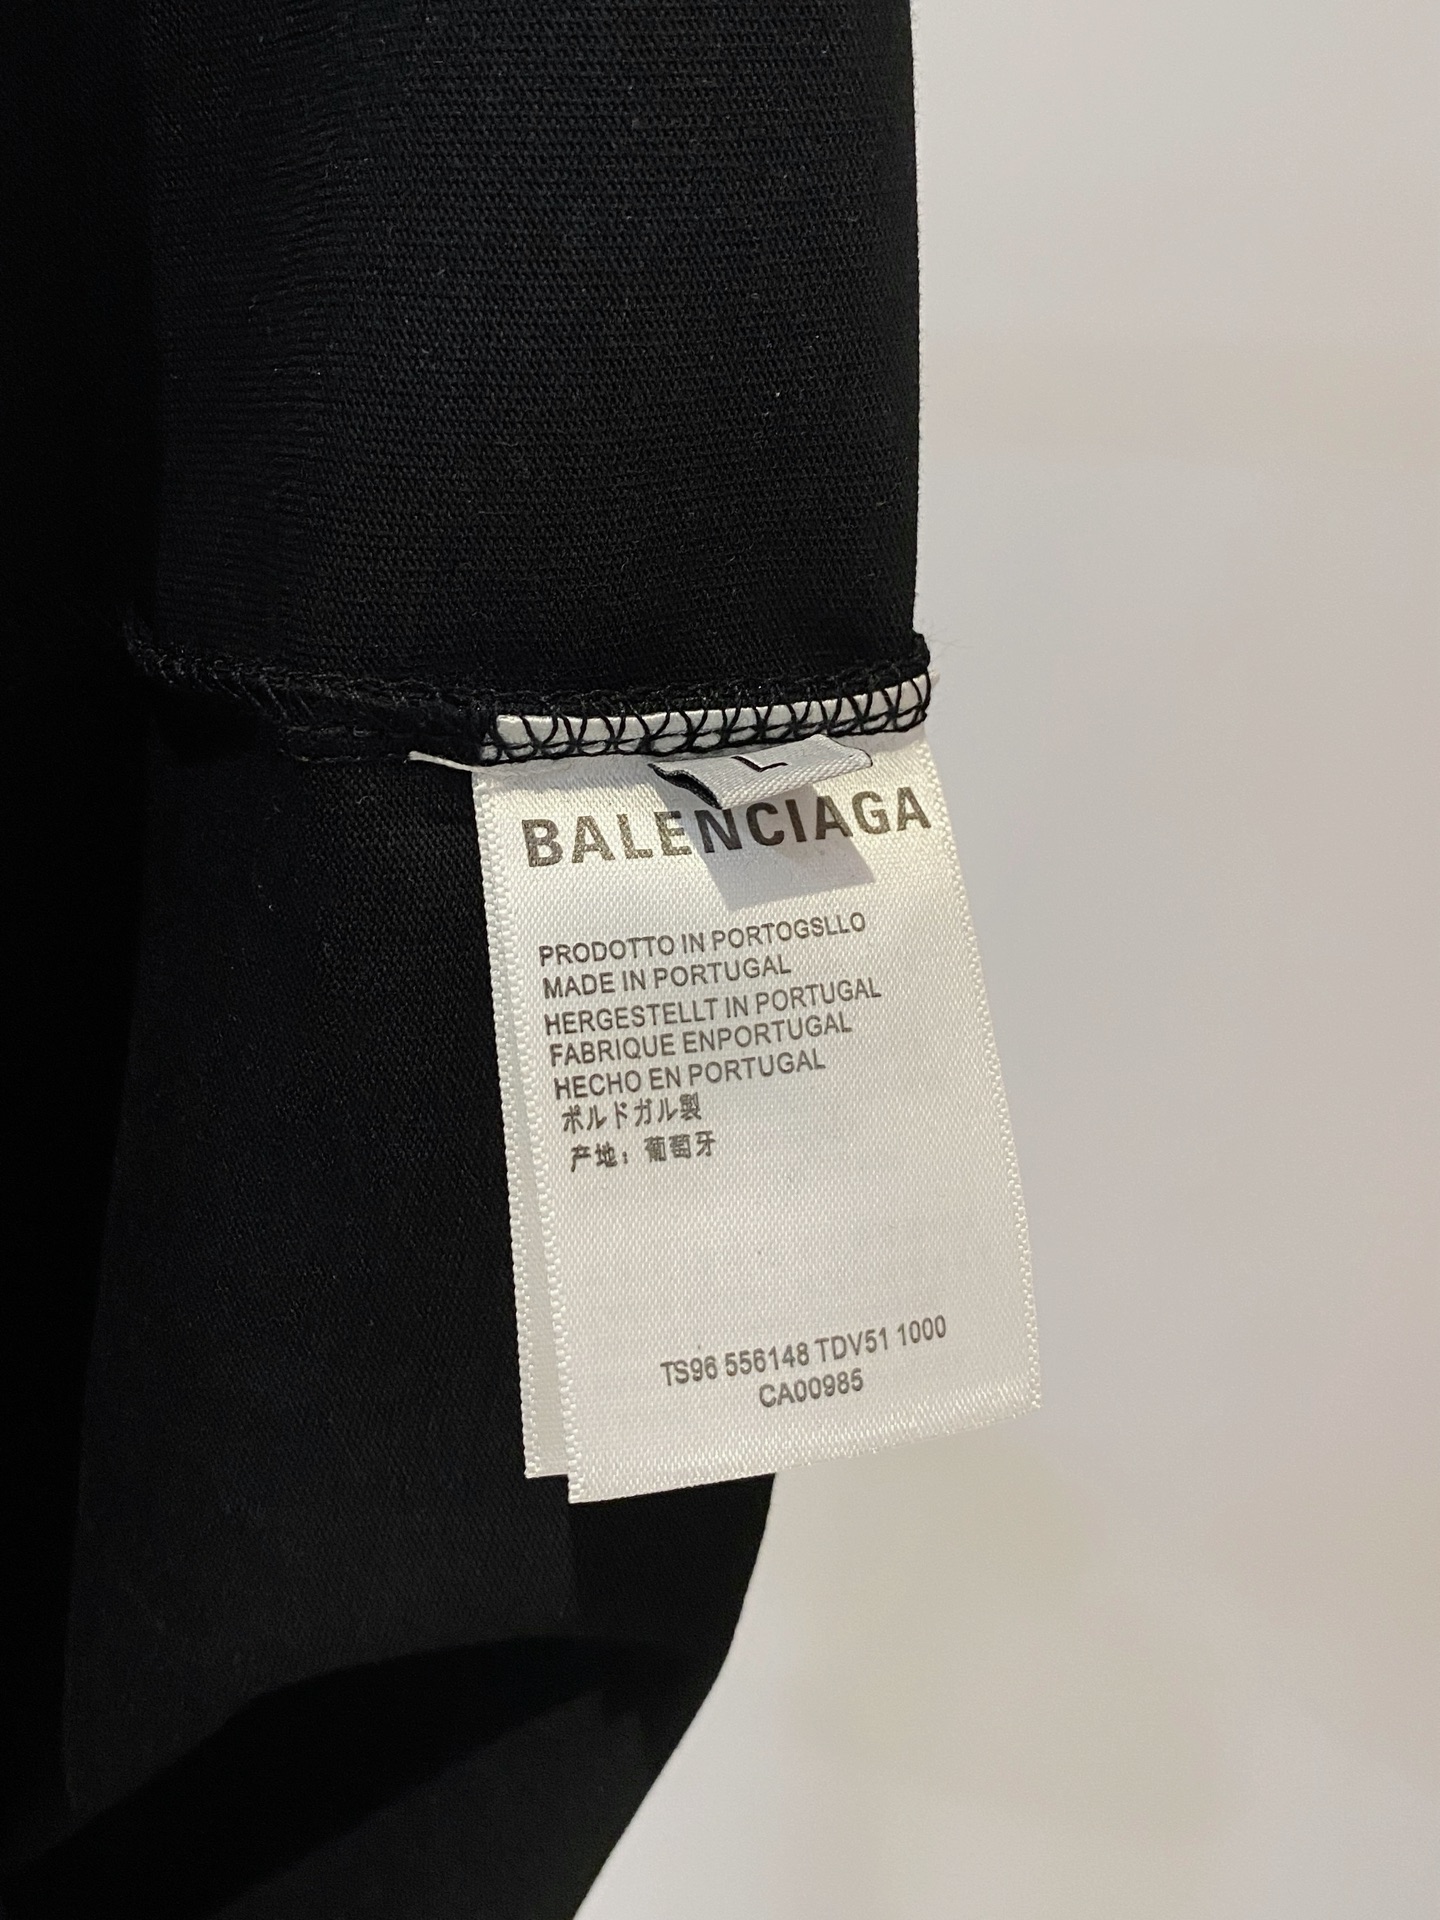 L
BALENCIAGA
PRODOTTO IN PORTOGSLLO
MADE IN PORTUGAL
HERGESTELLT IN PORTUGAL
FABRIQUE ENPORTUGAL
HECHO EN PORTUGAL
ポルドガル製
产地：葡萄牙
TS96 556148 TDV51 1000
CA00985